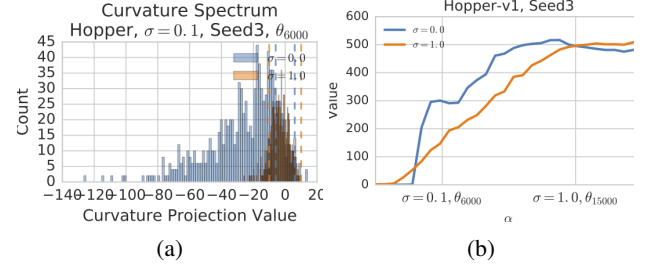 Curvature Spectrum
Hopper, σ = 0.1, Seed3, θ6000
45
40
35
30
25
20
15
10
5
0
Count
σ = 0.0
σ = 1.0
−140−120−100−80 −60 −40 −20 0 20
Curvature Projection Value
(a)
Hopper-v1, Seed3
600
500
400
300
200
100
0
Value
σ = 0.0
σ = 1.0
σ = 0.1, θ6000
σ = 1.0, θ15000
α
(b)